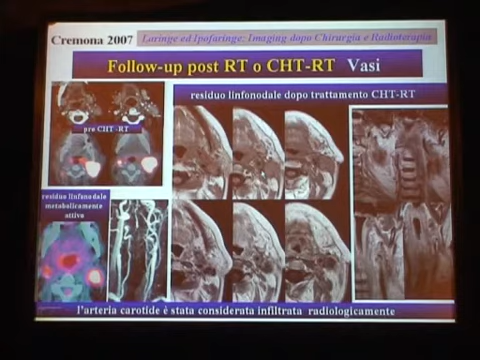 Cremona 2007
Laringe ed Ipofaringe: Imaging dopo Chirurgia e Radioterapia
Follow-up post RT o CHT-RT Vasi
residuo linfonodale dopo trattamento CHT-RT
pre CHT -RT
residuo linfonodale
metabolicamente
attivo
l'arteria carotide è stata considerata infiltrata radiologicamente